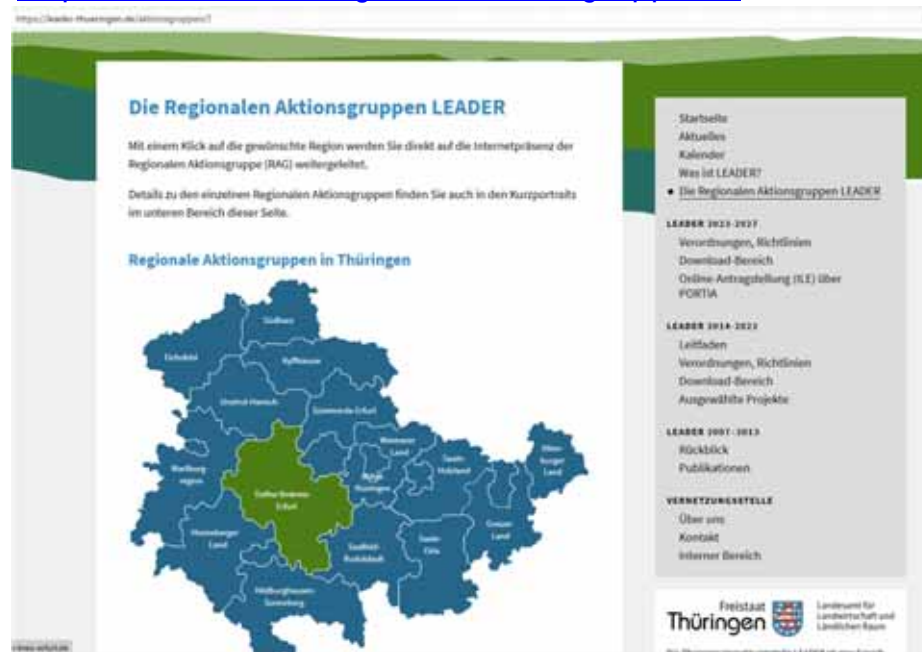 https://leader-thueringen.de/aktionsgruppen/?
Die Regionalen Aktionsgruppen LEADER
Mit einem Klick auf die gewünschte Region werden Sie direkt auf die Internetpräsenz der
Regionalen Aktionsgruppe (RAG) weitergeleitet.
Details zu den einzelnen Regionalen Aktionsgruppen finden Sie auch in den Kurzportraits
im unteren Bereich dieser Seite.
Regionale Aktionsgruppen in Thüringen
Südharz
Eichsfeld
Kyffhäuser
Unstrut-Hainich
Sömmerda-Erfurt
Weimarer
Land
Saale-
Holzland
Alten-
burger
Land
Wartburg-
region
Gotha-Ilmkreis-
Erfurt
Henneberger
Land
Saalfeld-
Rudolstadt
Saale-
Orla
Greizer
Land
Hildburghausen-
Sonneberg
Startseite
Aktuelles
Kalender
Was ist LEADER?
Die Regionalen Aktionsgruppen LEADER
LEADER 2023-2027
Verordnungen, Richtlinien
Download-Bereich
Online-Antragstellung (ILE) über
PORTIA
LEADER 2014-2022
Leitfaden
Verordnungen, Richtlinien
Download-Bereich
Ausgewählte Projekte
LEADER 2007-2013
Rückblick
Publikationen
VERNETZUNGSSTELLE
Über uns
Kontakt
Interner Bereich
Freistaat
Thüringen
Landesamt für
Landwirtschaft und
Ländlichen Raum